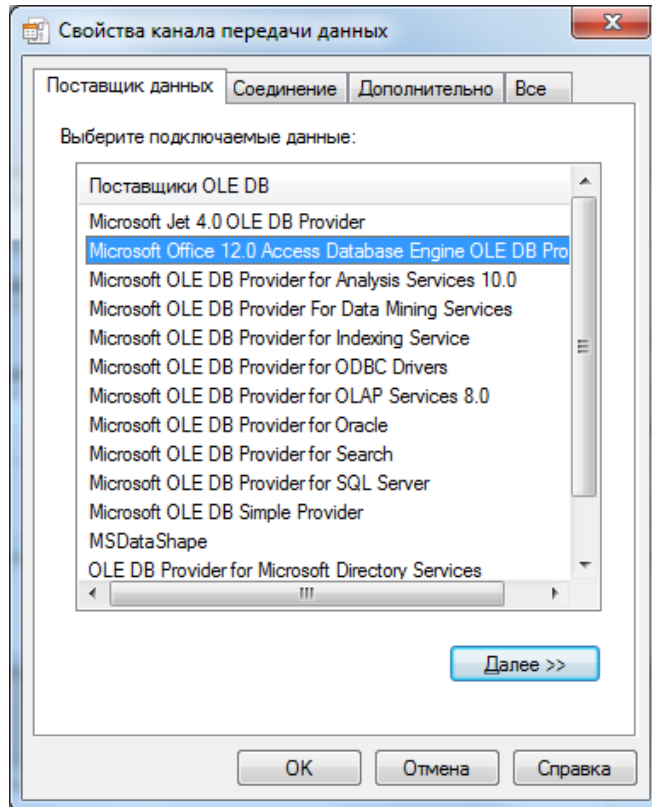 Свойства канала передачи данных
Поставщик данных
Соединение
Дополнительно
Все
Выберите подключаемые данные:
Поставщики OLE DB
Microsoft Jet 4.0 OLE DB Provider
Microsoft Office 12.0 Access Database Engine OLE DB Pro
Microsoft OLE DB Provider for Analysis Services 10.0
Microsoft OLE DB Provider For Data Mining Services
Microsoft OLE DB Provider for Indexing Service
Microsoft OLE DB Provider for ODBC Drivers
Microsoft OLE DB Provider for OLAP Services 8.0
Microsoft OLE DB Provider for Oracle
Microsoft OLE DB Provider for Search
Microsoft OLE DB Provider for SQL Server
Microsoft OLE DB Simple Provider
MSDataShape
OLE DB Provider for Microsoft Directory Services
Далее >>
ОК
Отмена
Справка